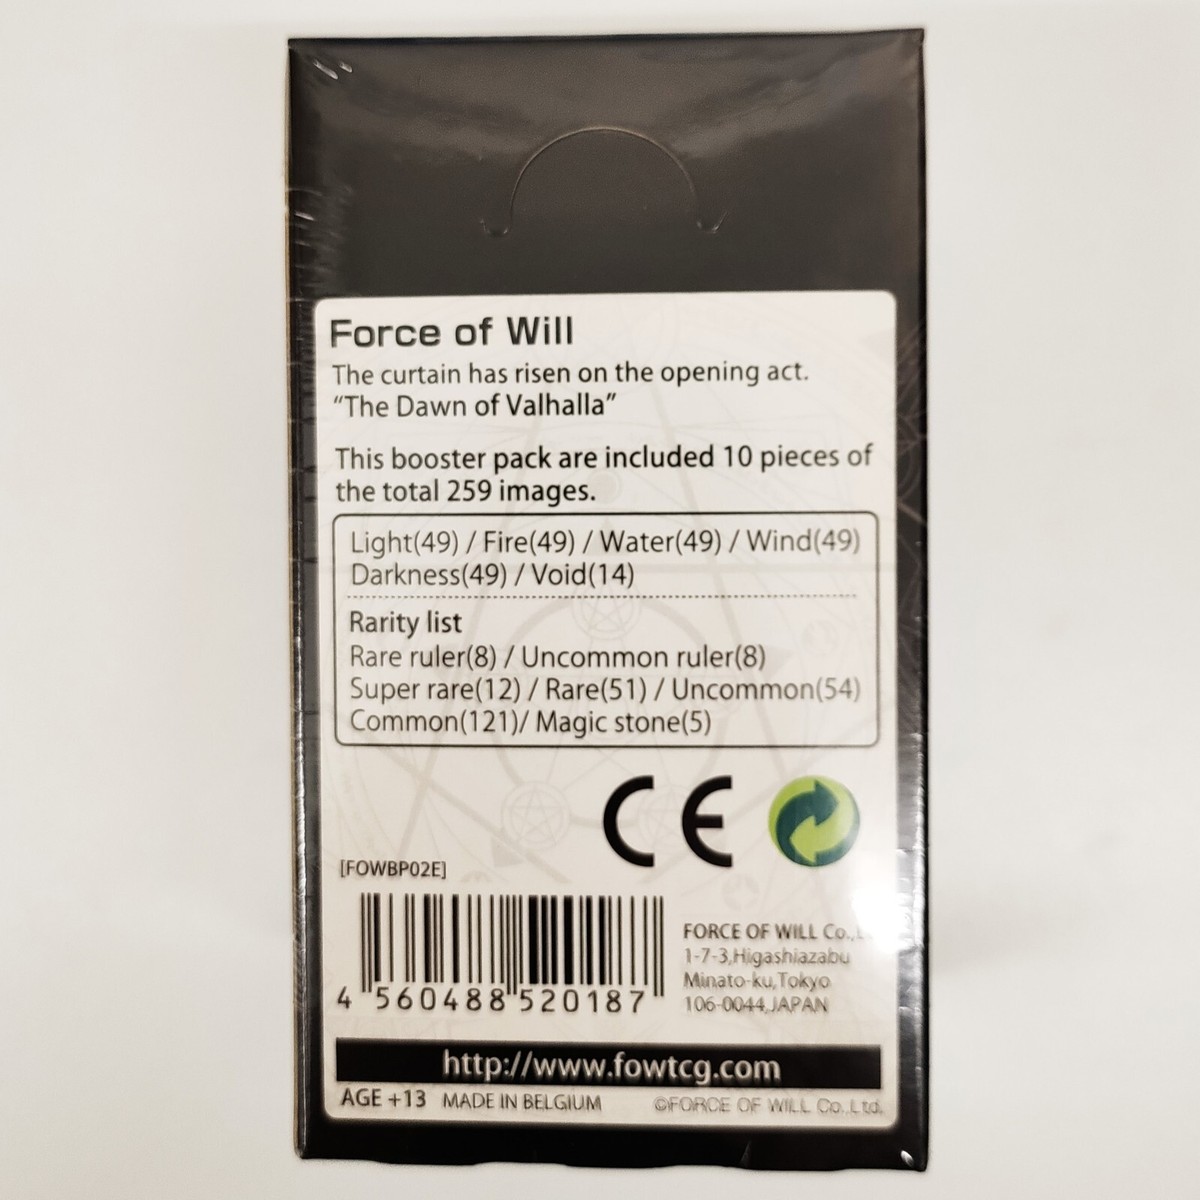 Force of Will
The curtain has risen on the opening act.
“The Dawn of Valhalla”
This booster pack are included 10 pieces of
the total 259 images.
Light(49) / Fire(49) / Water(49) / Wind(49)
Darkness(49) / Void(14)
Rarity list
Rare ruler(8) / Uncommon ruler(8)
Super rare(12) / Rare(51) / Uncommon(54)
Common(121)/ Magic stone(5)
CE
[FOWBP02E]
4 560488 520187
FORCE OF WILL Co.,
1-7-3,Higashiazabu
Minato-ku,Tokyo
106-0044,JAPAN
http://www.fowtcg.com
AGE +13 MADE IN BELGIUM ©FORCE OF WILL Co.,Ltd.